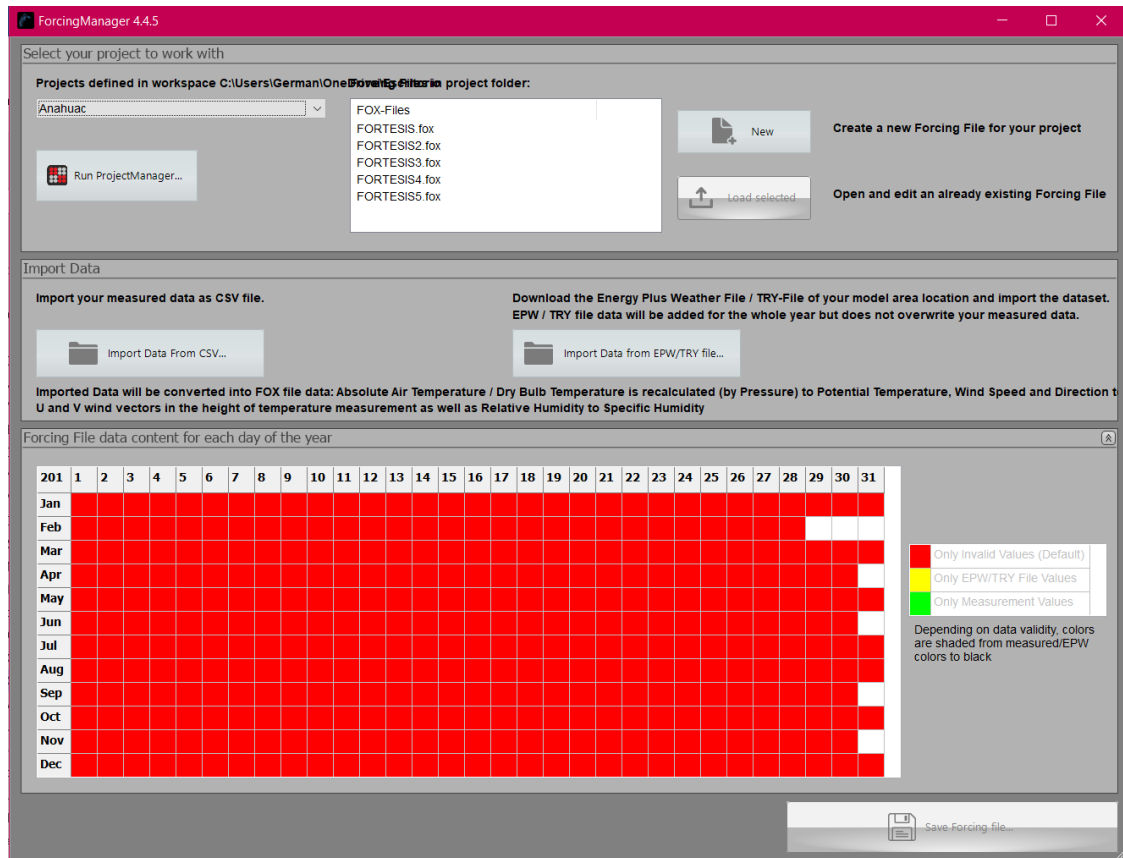 ForcingManager 4.4.5
Select your project to work with
Projects defined in workspace C:\Users\German\One
in project folder:
Anahuac
FOX-Files
FORTESIS.fox
FORTESIS2.fox
FORTESIS3.fox
FORTESIS4.fox
FORTESIS5.fox
New
Create a new Forcing File for your project
Run ProjectManager...
Load selected
Open and edit an already existing Forcing File
Import Data
Import your measured data as CSV file.
Download the Energy Plus Weather File / TRY-File of your model area location and import the dataset.
EPW / TRY file data will be added for the whole year but does not overwrite your measured data.
Import Data From CSV...
Import Data from EPW/TRY file...
Imported Data will be converted into FOX file data: Absolute Air Temperature / Dry Bulb Temperature is recalculated (by Pressure) to Potential Temperature, Wind Speed and Direction t
U and V wind vectors in the height of temperature measurement as well as Relative Humidity to Specific Humidity
Forcing File data content for each day of the year
201 1 2 3 4 5 6 7 8 9 10 11 12 13 14 15 16 17 18 19 20 21 22 23 24 25 26 27 28 29 30 31
Jan
Feb
Mar
Apr
May
Jun
Jul
Aug
Sep
Oct
Nov
Dec
Only Invalid Values (Default)
Only EPW/TRY File Values
Only Measurement Values
Depending on data validity, colors
are shaded from measured/EPW
colors to black
Save Forcing file...